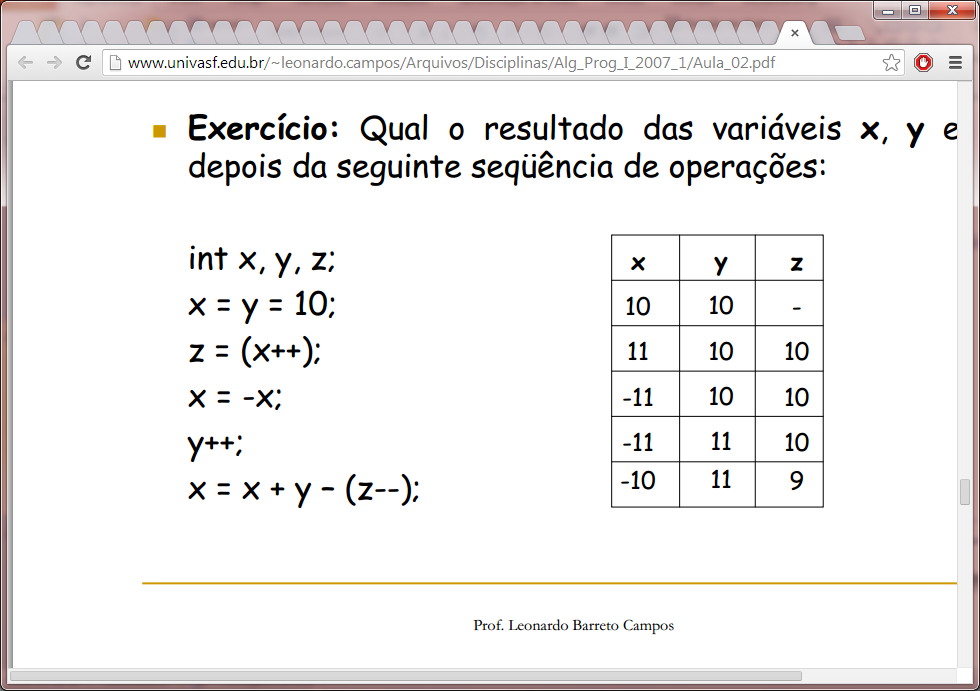 www.univasf.edu.br/~leonardo.campos/Arquivos/Disciplinas/Alg_Prog_I_2007_1/Aula_02.pdf
Exercício: Qual o resultado das variáveis x, y e
depois da seguinte seqüência de operações:
int x, y, z;
x = y = 10;
z = (x++);
x = -x;
y++;
x = x + y – (z--);
x y z
10 10 -
11 10 10
-11 10 10
-11 11 10
-10 11 9
Prof. Leonardo Barreto Campos